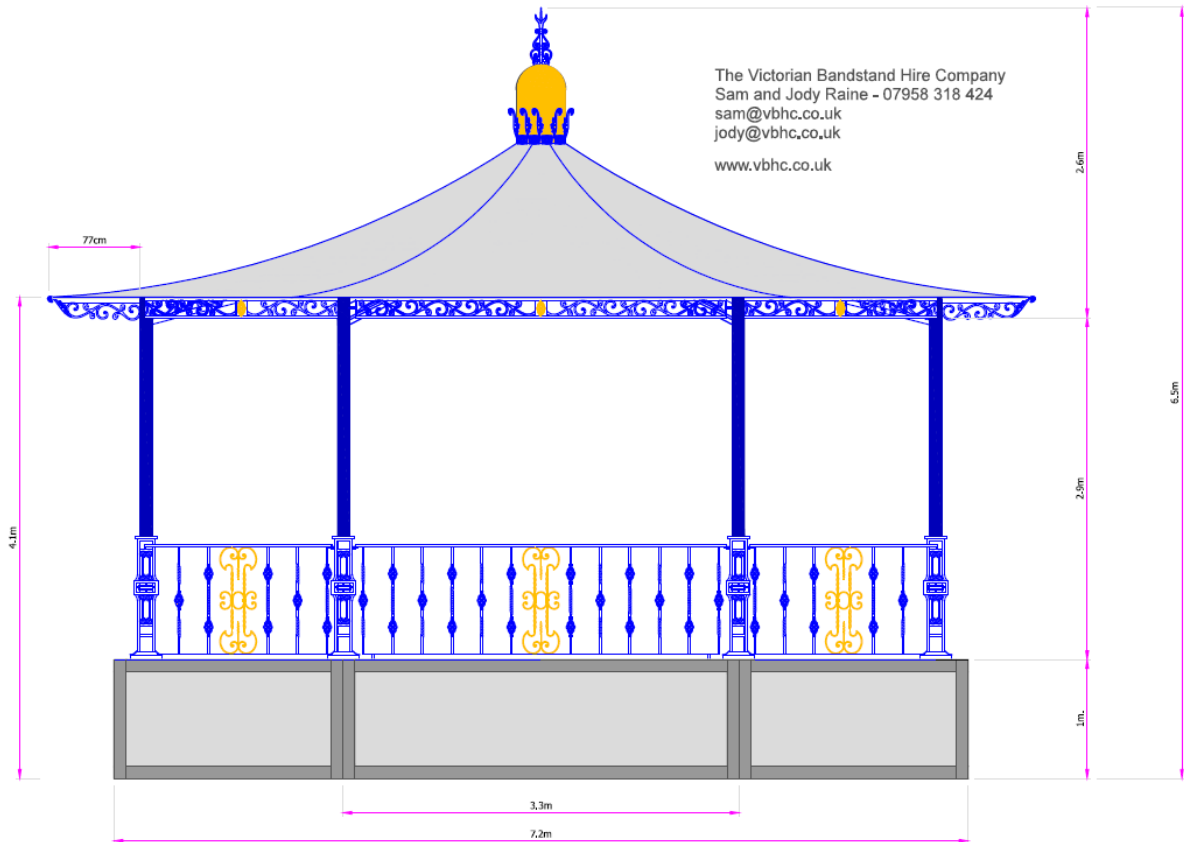 The Victorian Bandstand Hire Company
Sam and Jody Raine - 07958 318 424
sam@vbhc.co.uk
jody@vbhc.co.uk
www.vbhc.co.uk
2.6m
77cm
6.5m
2.9m
4.1m
1m.
3.3m
7.2m